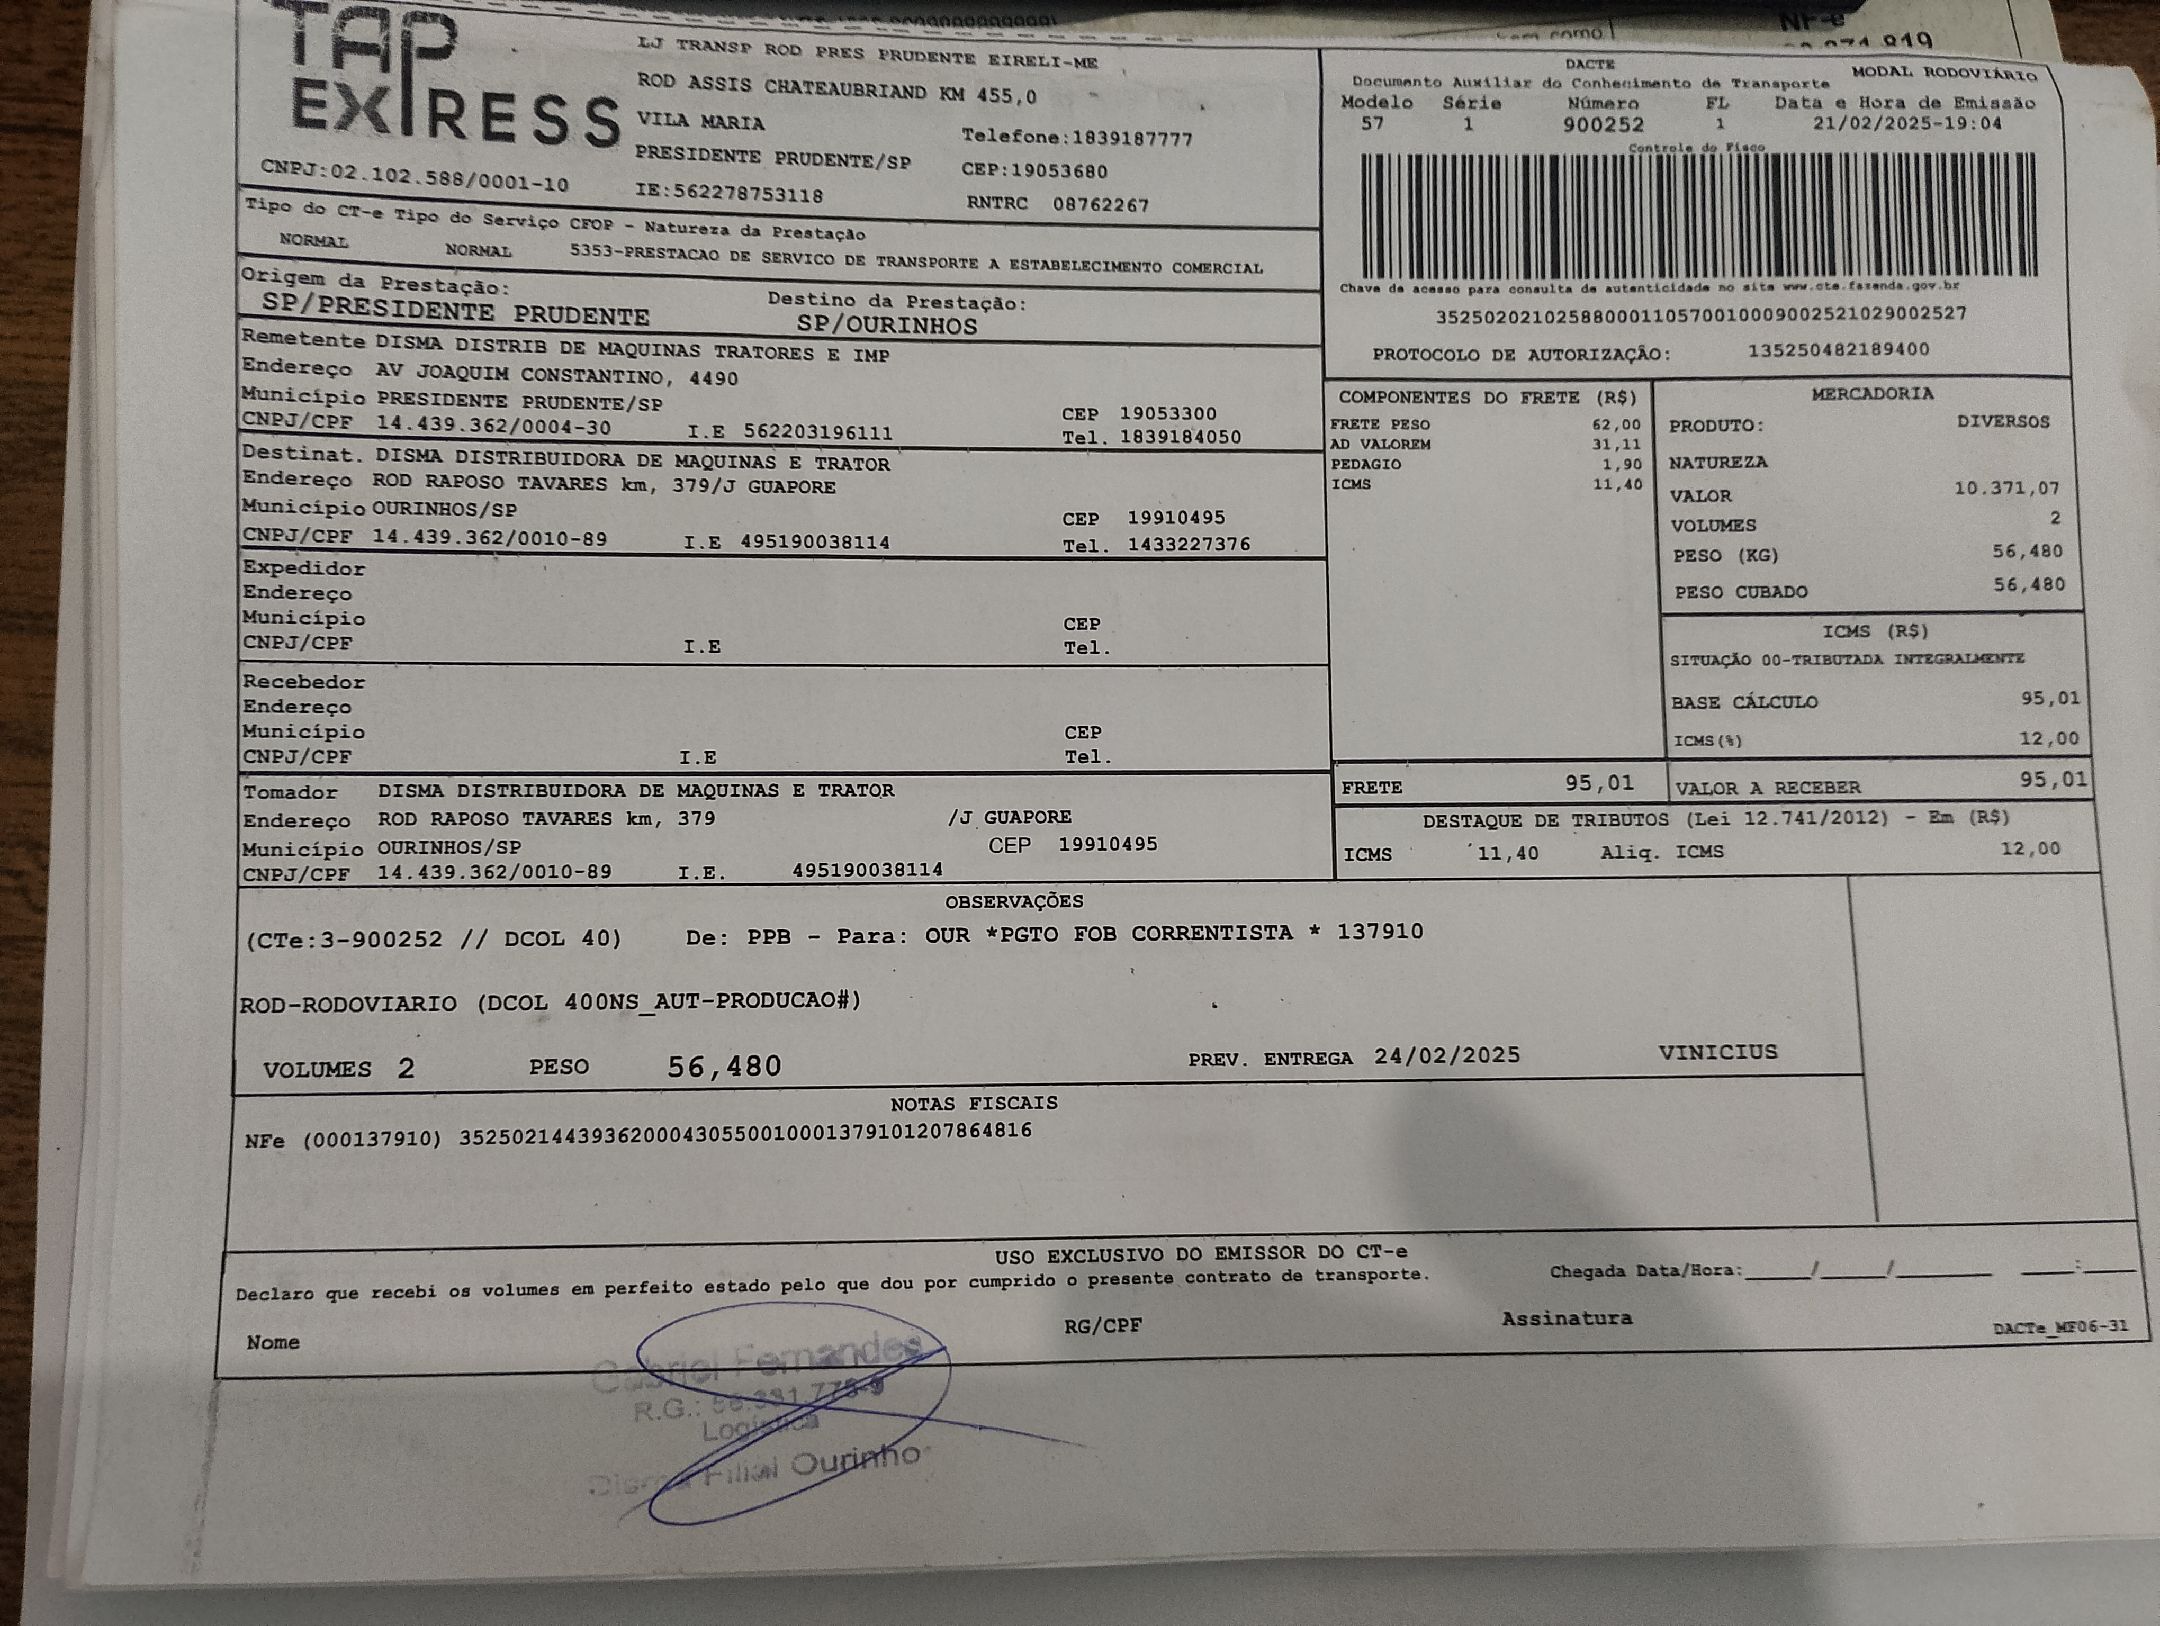 NF-e
TAP
EXPRESS
CNPJ:02.102.588/0001-10
LJ TRANSP ROD PRES PRUDENTE EIRELI-ME
ROD ASSIS CHATEAUBRIAND KM 455,0
VILA MARIA
Telefone:1839187777
PRESIDENTE PRUDENTE/SP
CEP:19053680
IE:562278753118
RNTRC 08762267
DACTE
MODAL RODOVIÁRIO
Documento Auxiliar do Conhecimento de Transporte
Modelo Série Número FL Data e Hora de Emissão
57 1 900252 1 21/02/2025-19:04
Controle do Fisco
Chave de acesso para consulta de autenticidade no site www.cte.fazenda.gov.br
35250202102588000110570010009002521029002527
PROTOCOLO DE AUTORIZAÇÃO: 135250482189400
Tipo do CT-e Tipo do Serviço CFOP - Natureza da Prestação
NORMAL NORMAL 5353-PRESTACAO DE SERVICO DE TRANSPORTE A ESTABELECIMENTO COMERCIAL
Origem da Prestação: Destino da Prestação:
SP/PRESIDENTE PRUDENTE SP/OURINHOS
Remetente DISMA DISTRIB DE MAQUINAS TRATORES E IMP
Endereço AV JOAQUIM CONSTANTINO, 4490
Município PRESIDENTE PRUDENTE/SP CEP 19053300
CNPJ/CPF 14.439.362/0004-30 I.E 562203196111 Tel. 1839184050
Destinat. DISMA DISTRIBUIDORA DE MAQUINAS E TRATOR
Endereço ROD RAPOSO TAVARES km, 379/J GUAPORE
Município OURINHOS/SP CEP 19910495
CNPJ/CPF 14.439.362/0010-89 I.E 495190038114 Tel. 1433227376
Expedidor
Endereço
Município CEP
CNPJ/CPF I.E Tel.
Recebedor
Endereço
Município CEP
CNPJ/CPF I.E Tel.
Tomador DISMA DISTRIBUIDORA DE MAQUINAS E TRATOR
Endereço ROD RAPOSO TAVARES km, 379 /J GUAPORE
Município OURINHOS/SP CEP 19910495
CNPJ/CPF 14.439.362/0010-89 I.E. 495190038114
COMPONENTES DO FRETE (R$)
FRETE PESO 62,00
AD VALOREM 31,11
PEDAGIO 1,90
ICMS 11,40
MERCADORIA
PRODUTO: DIVERSOS
NATUREZA
VALOR 10.371,07
VOLUMES 2
PESO (KG) 56,480
PESO CUBADO 56,480
ICMS (R$)
SITUAÇÃO 00-TRIBUTADA INTEGRALMENTE
BASE CÁLCULO 95,01
ICMS(%) 12,00
FRETE 95,01 VALOR A RECEBER 95,01
DESTAQUE DE TRIBUTOS (Lei 12.741/2012) - Em (R$)
ICMS 11,40 Aliq. ICMS 12,00
OBSERVAÇÕES
(CTe:3-900252 // DCOL 40) De: PPB - Para: OUR *PGTO FOB CORRENTISTA * 137910
ROD-RODOVIARIO (DCOL 400NS_AUT-PRODUCAO#)
VOLUMES 2 PESO 56,480 PREV. ENTREGA 24/02/2025 VINICIUS
NOTAS FISCAIS
NFe (000137910) 35250214439362000430550010001379101207864816
USO EXCLUSIVO DO EMISSOR DO CT-e
Declaro que recebi os volumes em perfeito estado pelo que dou por cumprido o presente contrato de transporte. Chegada Data/Hora:____/____/______ ___:___
Nome RG/CPF Assinatura DACTe_MF06-31
Gabriel Fernandes
R.G.:
Logística
Filial Ourinho